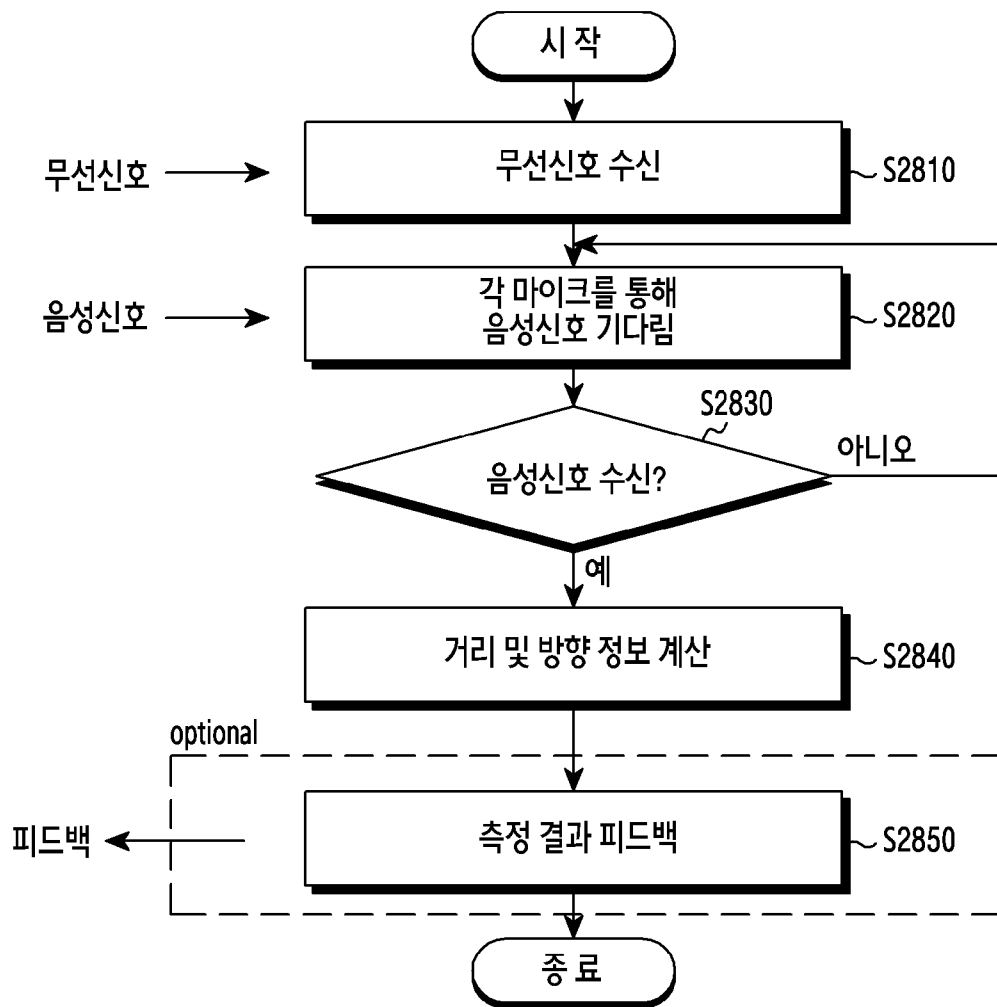 시 작
무선신호
무선신호 수신
S2810
음성신호
각 마이크를 통해
음성신호 기다림
S2820
S2830
음성신호 수신?
아니오
예
거리 및 방향 정보 계산
S2840
optional
피드백
측정 결과 피드백
S2850
종 료